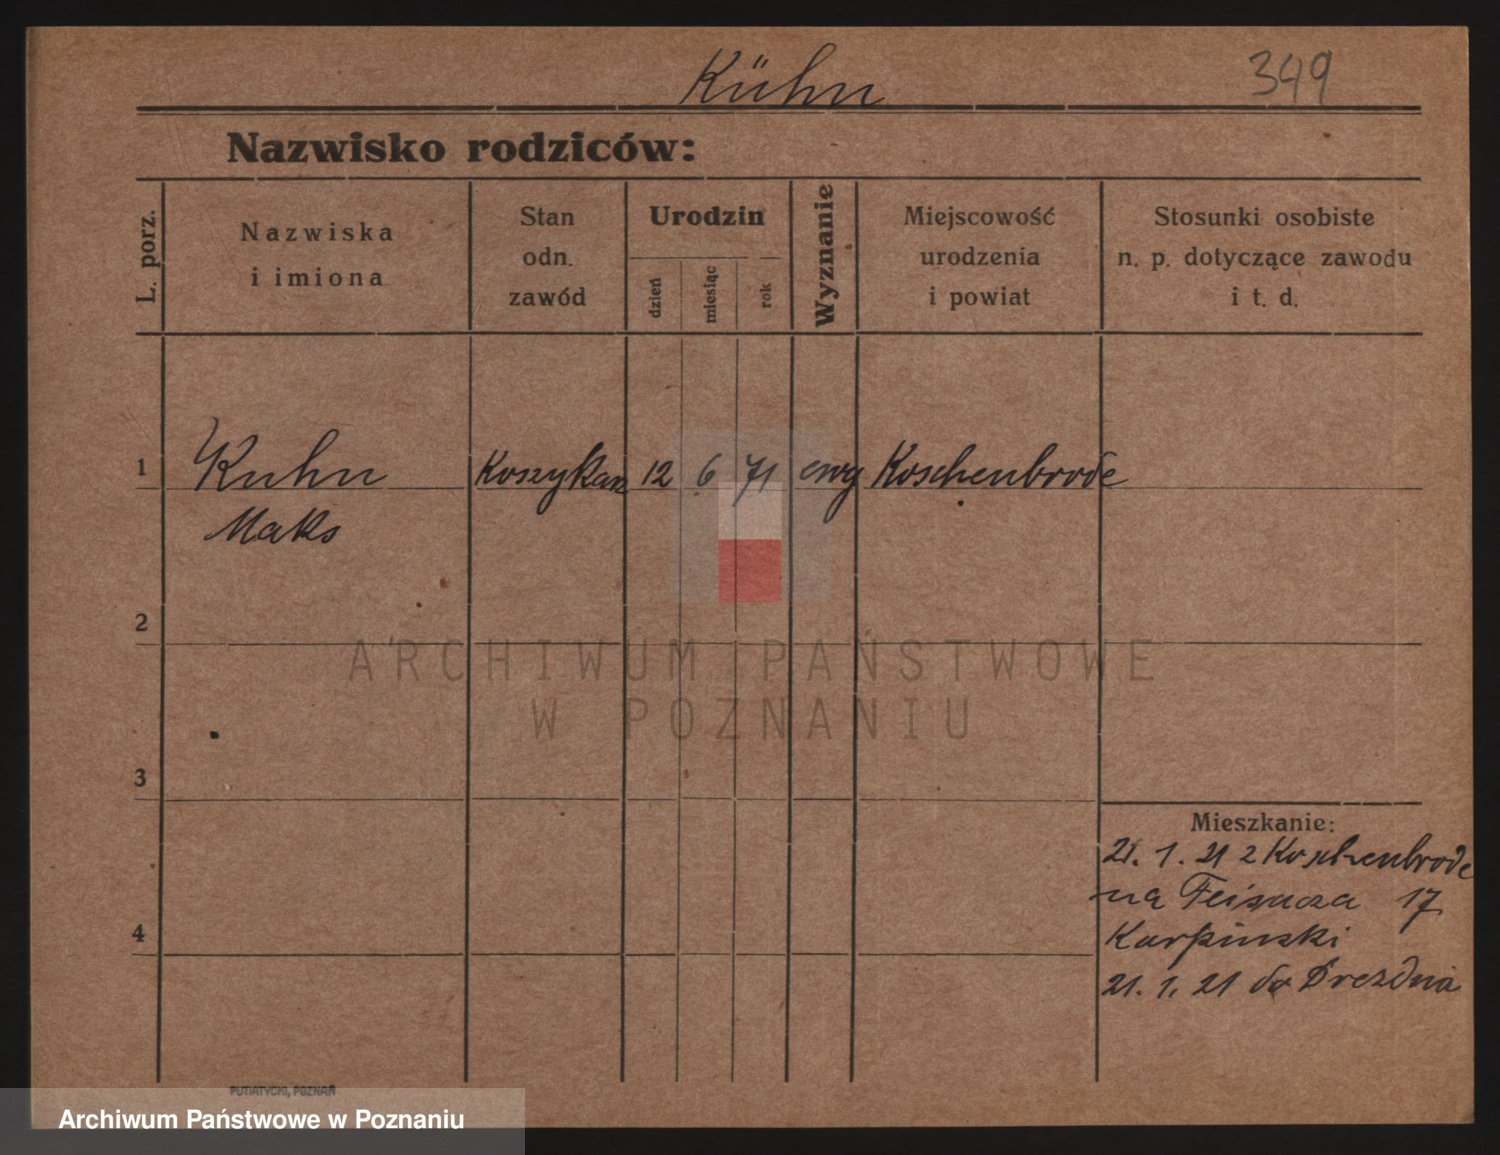 Kühn
349
Nazwisko rodziców:
L. porz.
Nazwiska
i imiona
Stan
odn.
zawód
Urodzin
dzień
miesiąc
rok
Wyznanie
Miejscowość
urodzenia
i powiat
Stosunki osobiste
n. p. dotyczące zawodu
i t. d.
1
Kuhn
Maks
Koszykarz
12
6
71
ewg
Koschenbrode
2
3
4
Mieszkanie:
21. 1. 21 z Koschenbrode
na 17
Karpinski
21. 1. 21 do Drezdna
ARCHIWUM PAŃSTWOWE
W POZNANIU
PUTIATYCKI, POZNAŃ
Archiwum Państwowe w Poznaniu